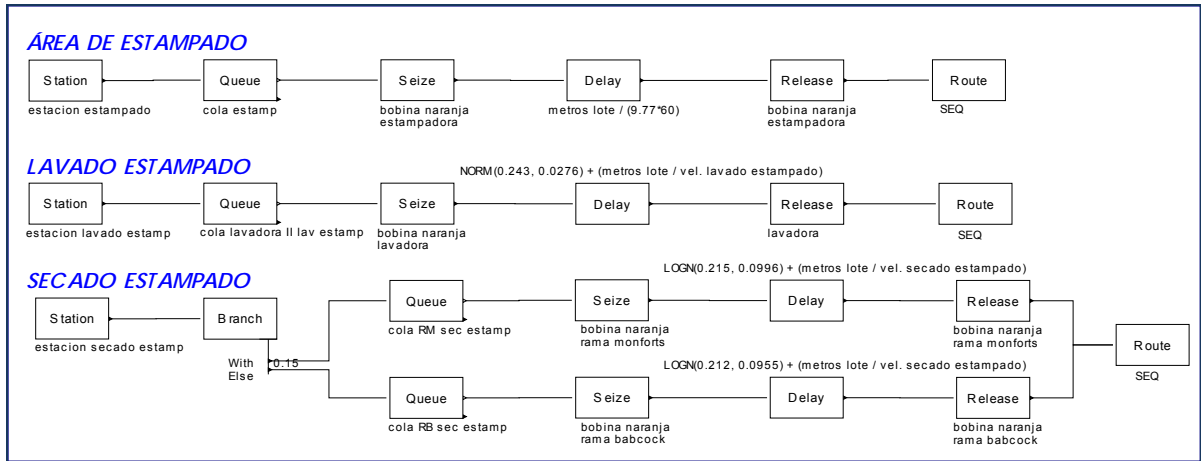 ÁREA DE ESTAMPADO
Station Queue Seize Delay Release Route
estacion estampado cola estamp bobina naranja metros lote / (9.77*60) bobina naranja SEQ
estampadora estampadora
LAVADO ESTAMPADO NORM(0.243, 0.0276) + (metros lote / vel. lavado estampado)
Station Queue Seize Delay Release Route
estacion lavado estamp cola lavadora II lav estamp bobina naranja lavadora SEQ
lavadora
SECADO ESTAMPADO LOGN(0.215, 0.0996) + (metros lote / vel. secado estampado)
Queue Seize Delay Release
Station Branch
cola RM sec estamp bobina naranja bobina naranja
rama monforts rama monforts
estacion secado estamp
Route
With 0.15 LOGN(0.212, 0.0955) + (metros lote / vel. secado estampado)
Else SEQ
Queue Seize Delay Release
cola RB sec estamp bobina naranja bobina naranja
rama babcock rama babcock